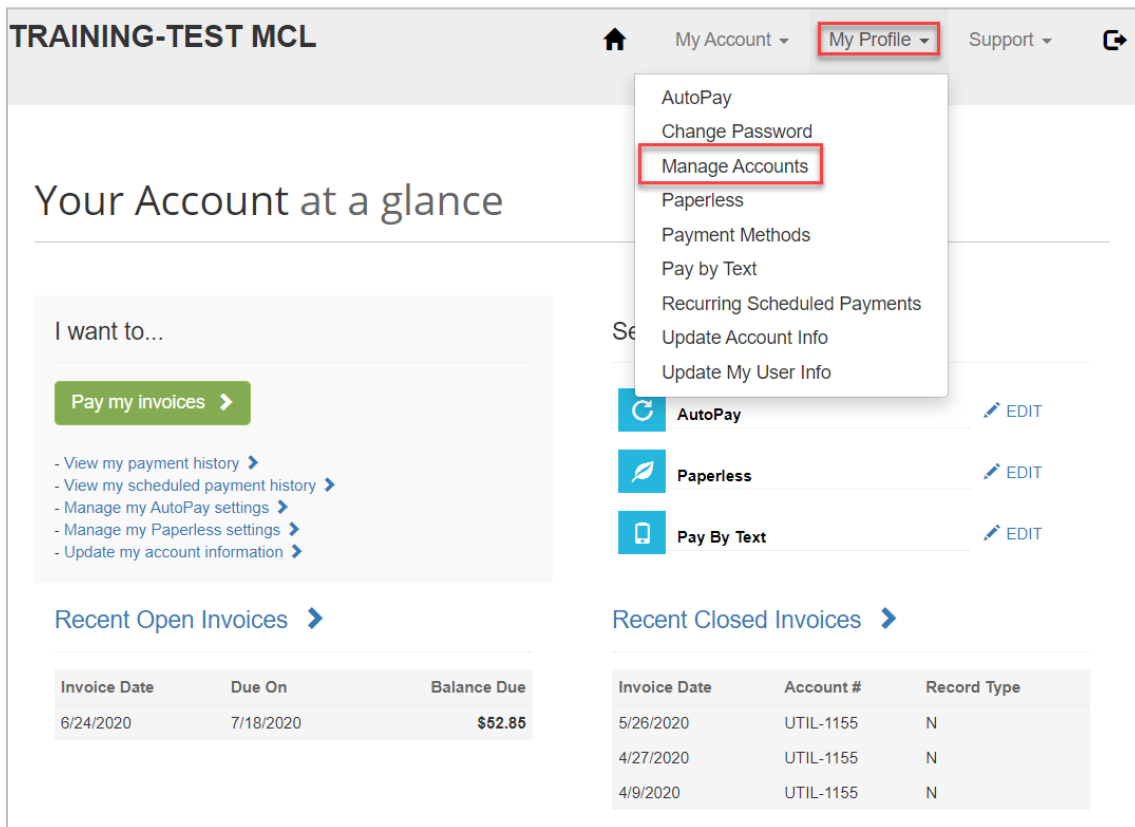 TRAINING-TEST MCL
My Account
My Profile
Support
AutoPay
Change Password
Manage Accounts
Paperless
Payment Methods
Pay by Text
Recurring Scheduled Payments
Update Account Info
Update My User Info
Your Account at a glance
I want to...
Pay my invoices
- View my payment history
- View my scheduled payment history
- Manage my AutoPay settings
- Manage my Paperless settings
- Update my account information
Se
AutoPay EDIT
Paperless EDIT
Pay By Text EDIT
Recent Open Invoices
Invoice Date Due On Balance Due
6/24/2020 7/18/2020 $52.85
Recent Closed Invoices
Invoice Date Account # Record Type
5/26/2020 UTIL-1155 N
4/27/2020 UTIL-1155 N
4/9/2020 UTIL-1155 N